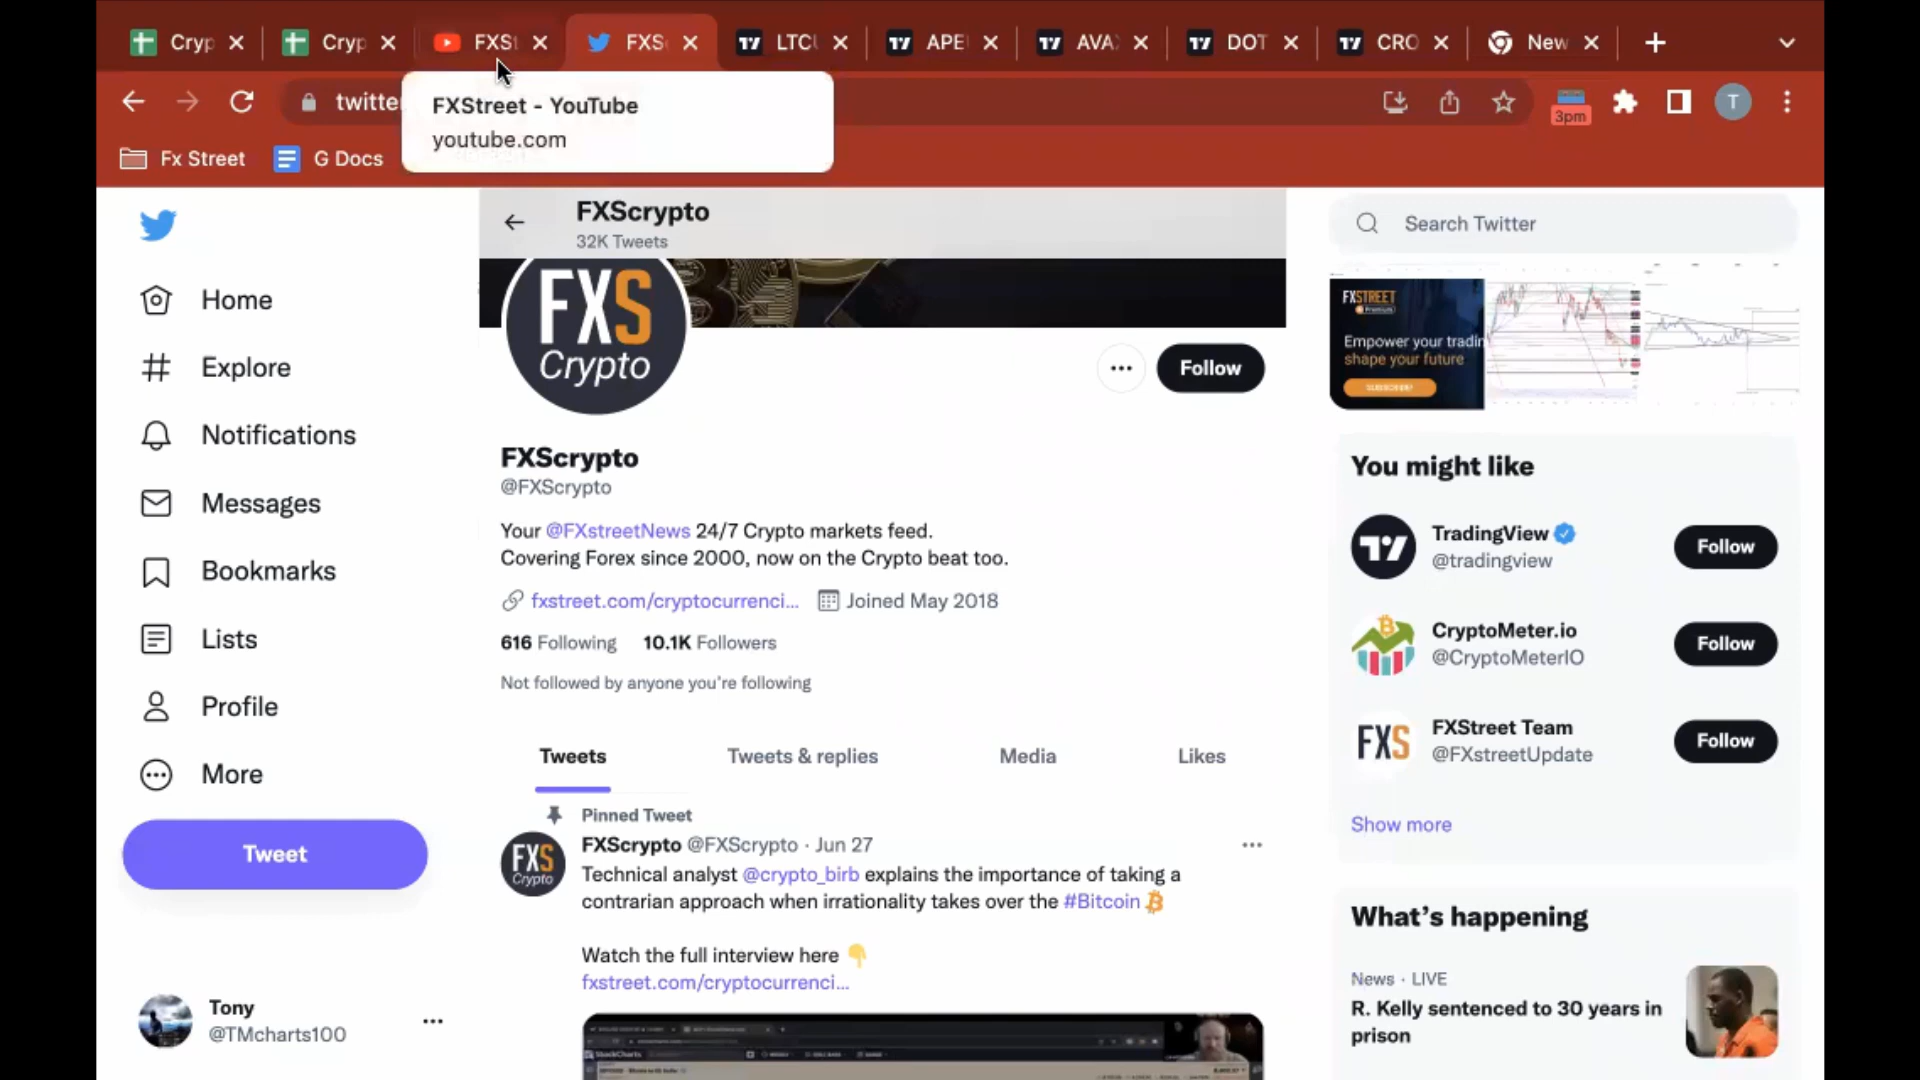 Cryp
Cryp
FXSt
FXS
LTCU
APE
AVAX
DOT
CRO
New
twitte
3pm
T
FXStreet - YouTube
youtube.com
Fx Street
G Docs
FXScrypto
32K Tweets
Search Twitter
Home
Explore
Notifications
Messages
Bookmarks
Lists
Profile
More
Tweet
Tony
@TMcharts100
FXS
Crypto
Follow
FXScrypto
@FXScrypto
Your @FXstreetNews 24/7 Crypto markets feed.
Covering Forex since 2000, now on the Crypto beat too.
fxstreet.com/cryptocurrenci... Joined May 2018
616 Following 10.1K Followers
Not followed by anyone you're following
Tweets
Tweets & replies
Media
Likes
Pinned Tweet
FXS
Crypto
FXScrypto @FXScrypto · Jun 27
Technical analyst @crypto_birb explains the importance of taking a
contrarian approach when irrationality takes over the #Bitcoin
Watch the full interview here
fxstreet.com/cryptocurrenci...
StockCharts
FXSTREET
Premium
Empower your tradin
shape your future
SUBSCRIBE!
You might like
TradingView
@tradingview
Follow
CryptoMeter.io
@CryptoMeterIO
Follow
FXS
FXStreet Team
@FXstreetUpdate
Follow
Show more
What's happening
News · LIVE
R. Kelly sentenced to 30 years in
prison